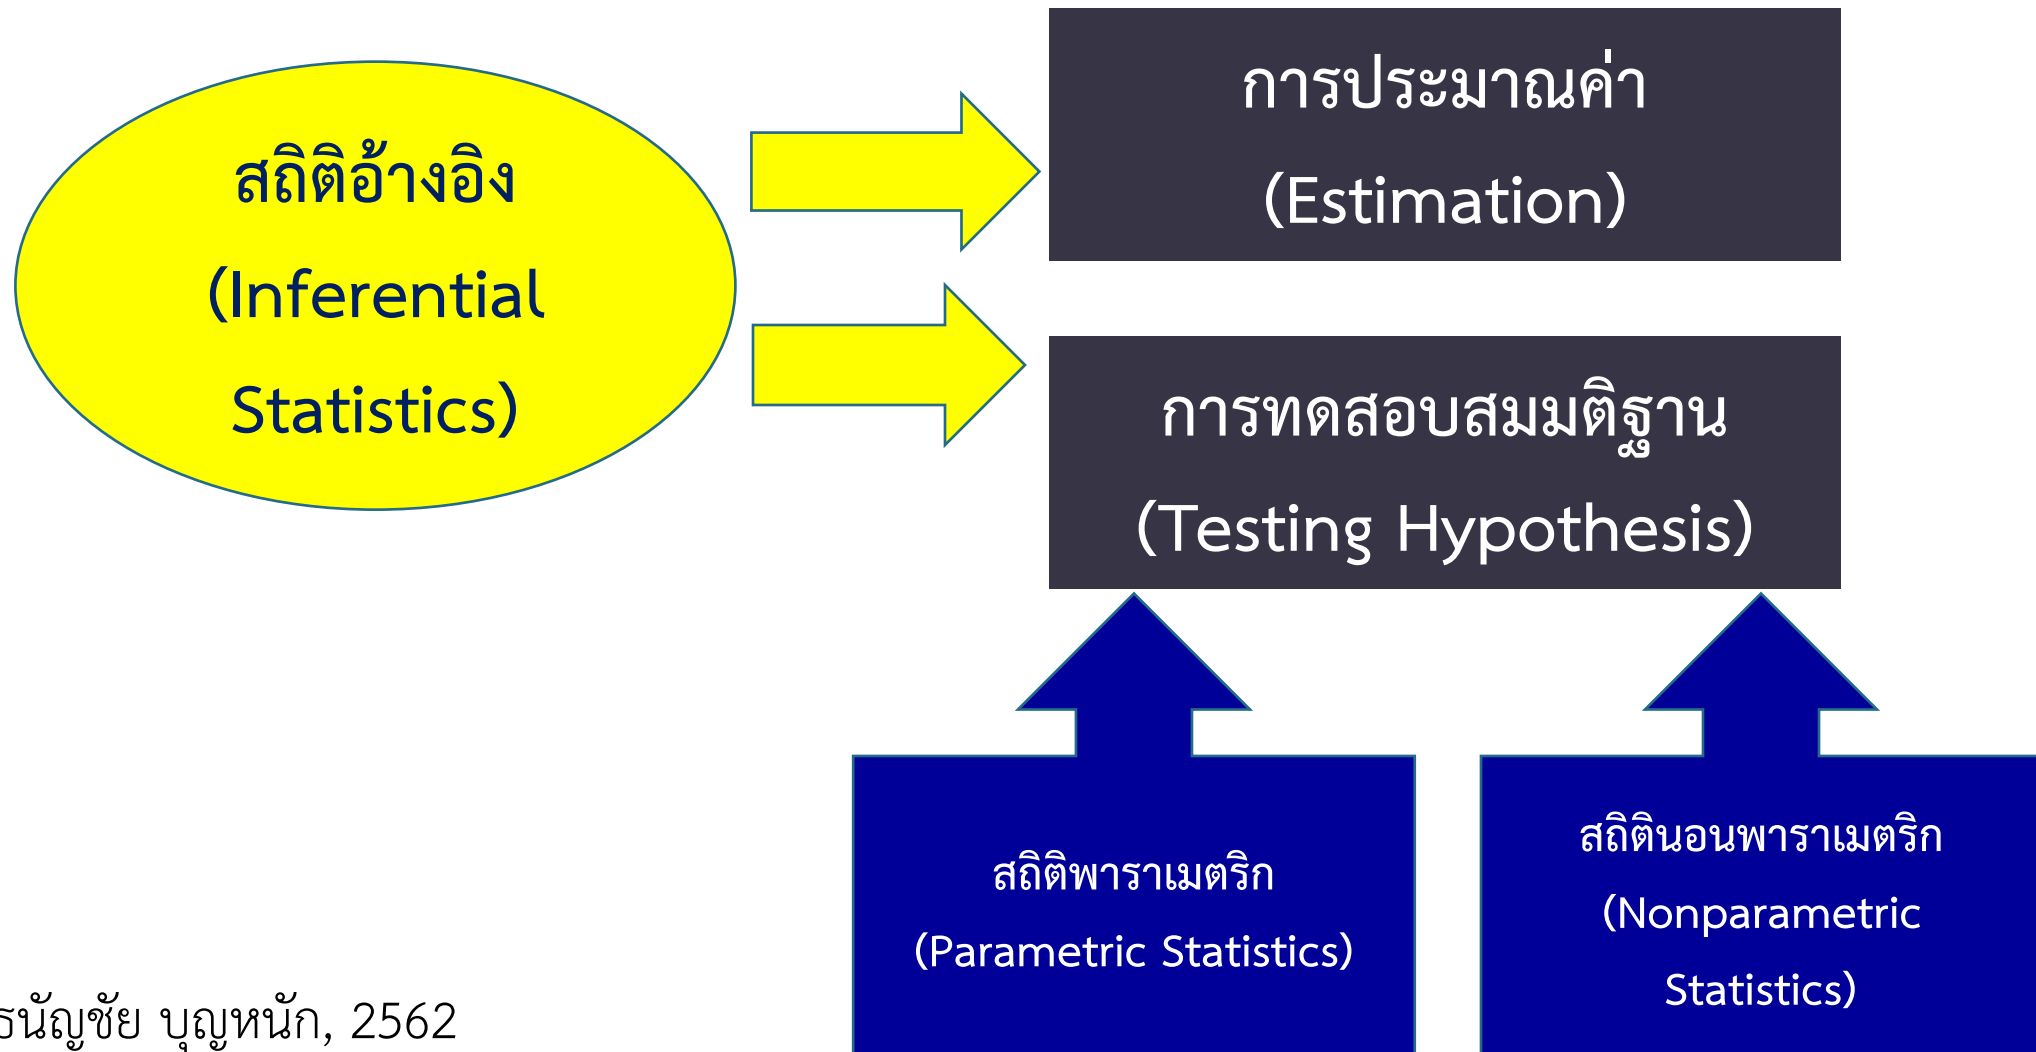 สถิติอ้างอิง
(Inferential
Statistics)
การประมาณค่า
(Estimation)
การทดสอบสมมติฐาน
(Testing Hypothesis)
สถิติพาราเมตริก
(Parametric Statistics)
สถิตินอนพาราเมตริก
(Nonparametric
Statistics)
ธนัญชัย บุญหนัก, 2562